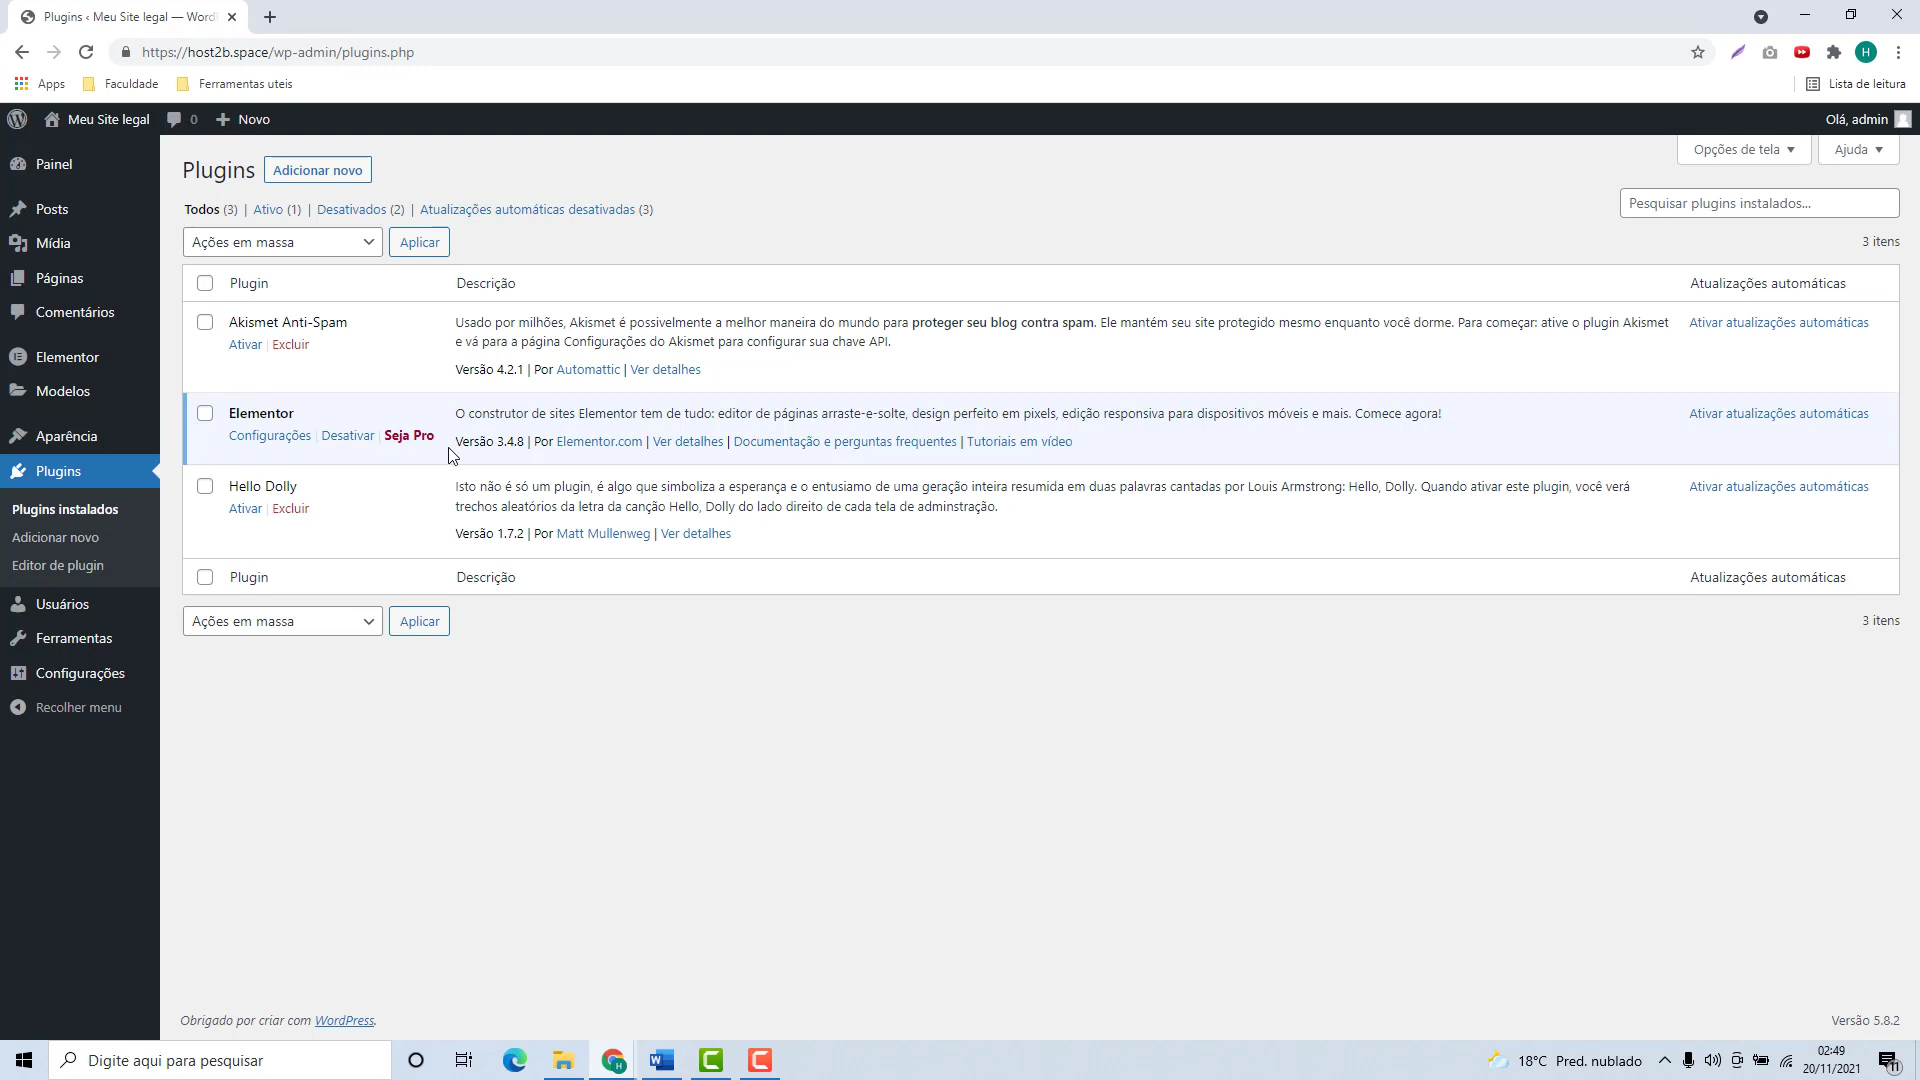 Plugins ‹ Meu Site legal — Word
https://host2b.space/wp-admin/plugins.php
H
Apps
Faculdade
Ferramentas uteis
Lista de leitura
Meu Site legal
0
Novo
Olá, admin
Painel
Posts
Mídia
Páginas
Comentários
Elementor
Modelos
Aparência
Plugins
Plugins instalados
Adicionar novo
Editor de plugin
Usuários
Ferramentas
Configurações
Recolher menu
Opções de tela
Ajuda
Plugins
Adicionar novo
Todos (3) | Ativo (1) | Desativados (2) | Atualizações automáticas desativadas (3)
Pesquisar plugins instalados...
Ações em massa
Aplicar
3 itens
Plugin
Descrição
Atualizações automáticas
Akismet Anti-Spam
Ativar | Excluir
Usado por milhões, Akismet é possivelmente a melhor maneira do mundo para proteger seu blog contra spam. Ele mantém seu site protegido mesmo enquanto você dorme. Para começar: ative o plugin Akismet
e vá para a página Configurações do Akismet para configurar sua chave API.
Versão 4.2.1 | Por Automattic | Ver detalhes
Ativar atualizações automáticas
Elementor
Configurações | Desativar | Seja Pro
O construtor de sites Elementor tem de tudo: editor de páginas arraste-e-solte, design perfeito em pixels, edição responsiva para dispositivos móveis e mais. Comece agora!
Versão 3.4.8 | Por Elementor.com | Ver detalhes | Documentação e perguntas frequentes | Tutoriais em vídeo
Ativar atualizações automáticas
Hello Dolly
Ativar | Excluir
Isto não é só um plugin, é algo que simboliza a esperança e o entusiamo de uma geração inteira resumida em duas palavras cantadas por Louis Armstrong: Hello, Dolly. Quando ativar este plugin, você verá
trechos aleatórios da letra da canção Hello, Dolly do lado direito de cada tela de adminstração.
Versão 1.7.2 | Por Matt Mullenweg | Ver detalhes
Ativar atualizações automáticas
Plugin
Descrição
Atualizações automáticas
Ações em massa
Aplicar
3 itens
Obrigado por criar com WordPress.
Versão 5.8.2
Digite aqui para pesquisar
18°C Pred. nublado
02:49
20/11/2021
11